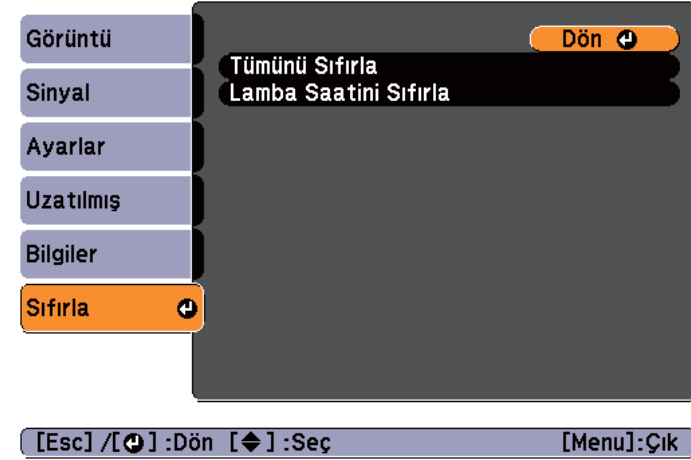 Görüntü
Sinyal
Ayarlar
Uzatılmış
Bilgiler
Sıfırla
Dön
Tümünü Sıfırla
Lamba Saatini Sıfırla
[Esc] /[ ] :Dön [ ] :Seç [Menu]:Çık